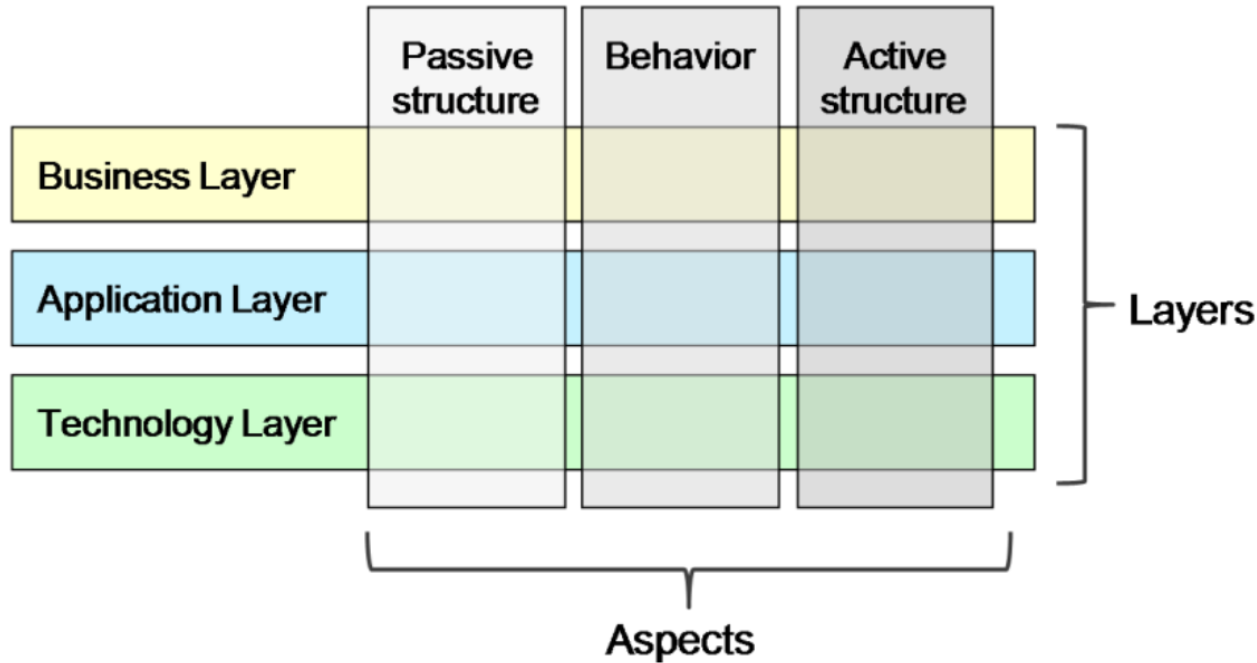 Passive
structure
Behavior
Active
structure
Business Layer
Application Layer
Technology Layer
Layers
Aspects